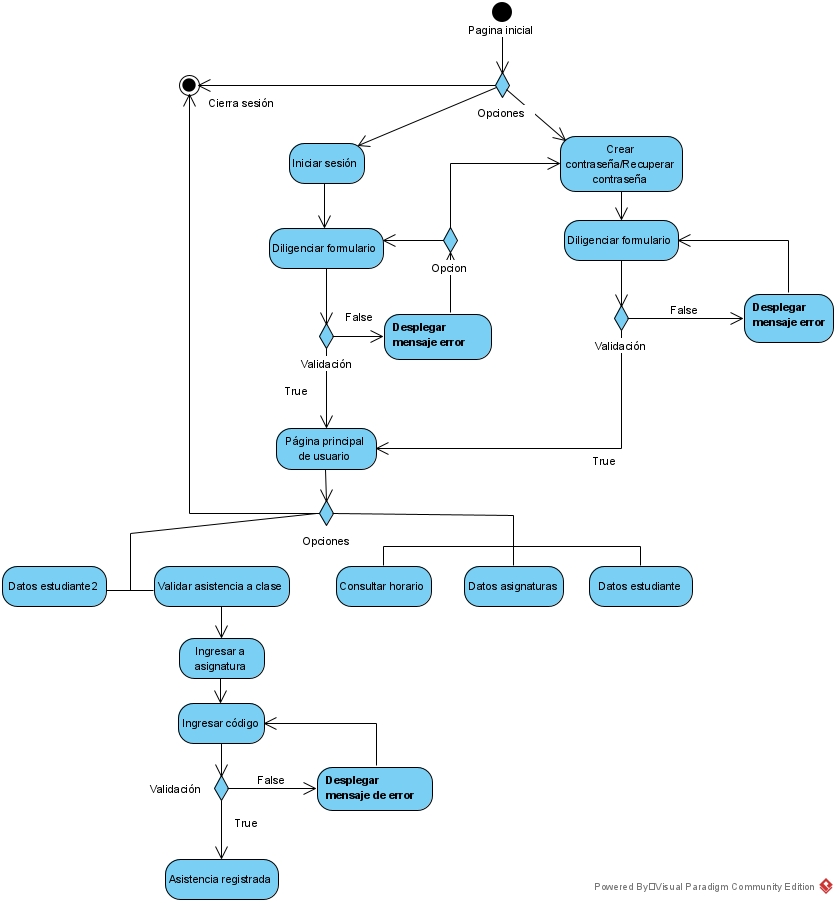 Pagina inicial
Cierra sesión
Opciones
Iniciar sesión
Crear
contraseña/Recuperar
contraseña
Diligenciar formulario
Diligenciar formulario
Opcion
False
Desplegar
mensaje error
False
Desplegar
mensaje error
Validación
Validación
True
Página principal
de usuario
True
Opciones
Datos estudiante2
Validar asistencia a clase
Consultar horario
Datos asignaturas
Datos estudiante
Ingresar a
asignatura
Ingresar código
Validación
False
Desplegar
mensaje de error
True
Asistencia registrada
Powered By□Visual Paradigm Community Edition